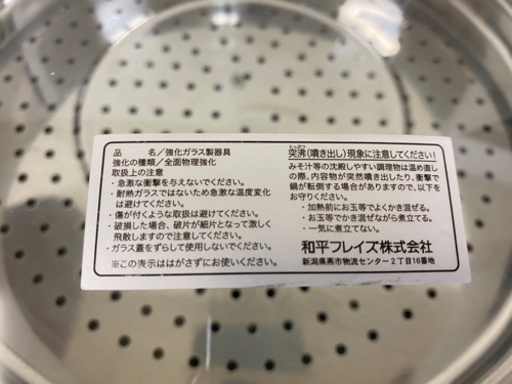 品　　名／強化ガラス製器具
強化の種類／全面物理強化
取扱上の注意
・急激な衝撃を与えないでください。
・耐熱ガラスではないため急激な温度変化
は避けてください。
・傷が付くような取扱は避けてください。
・破損した場合、破片が細片となって激しく
飛散しますので注意してください。
・ガラス蓋をずらして使用しないでください。
※この表示ははがさずにお使いください。
とっぷつ
突沸(噴き出し)現象に注意してください！
みそ汁等の沈殿しやすい調理物は温め直し
の際、内容物が突然噴き出したり、衝撃で
鍋が転倒する場合がありますので、以下を
お守りください。
・加熱前にお玉等でよくかき混ぜる。
・お玉等でかき混ぜながら煮立てる。
・一気に煮立てない。
和平フレイズ株式会社
新潟県燕市物流センター２丁目16番地